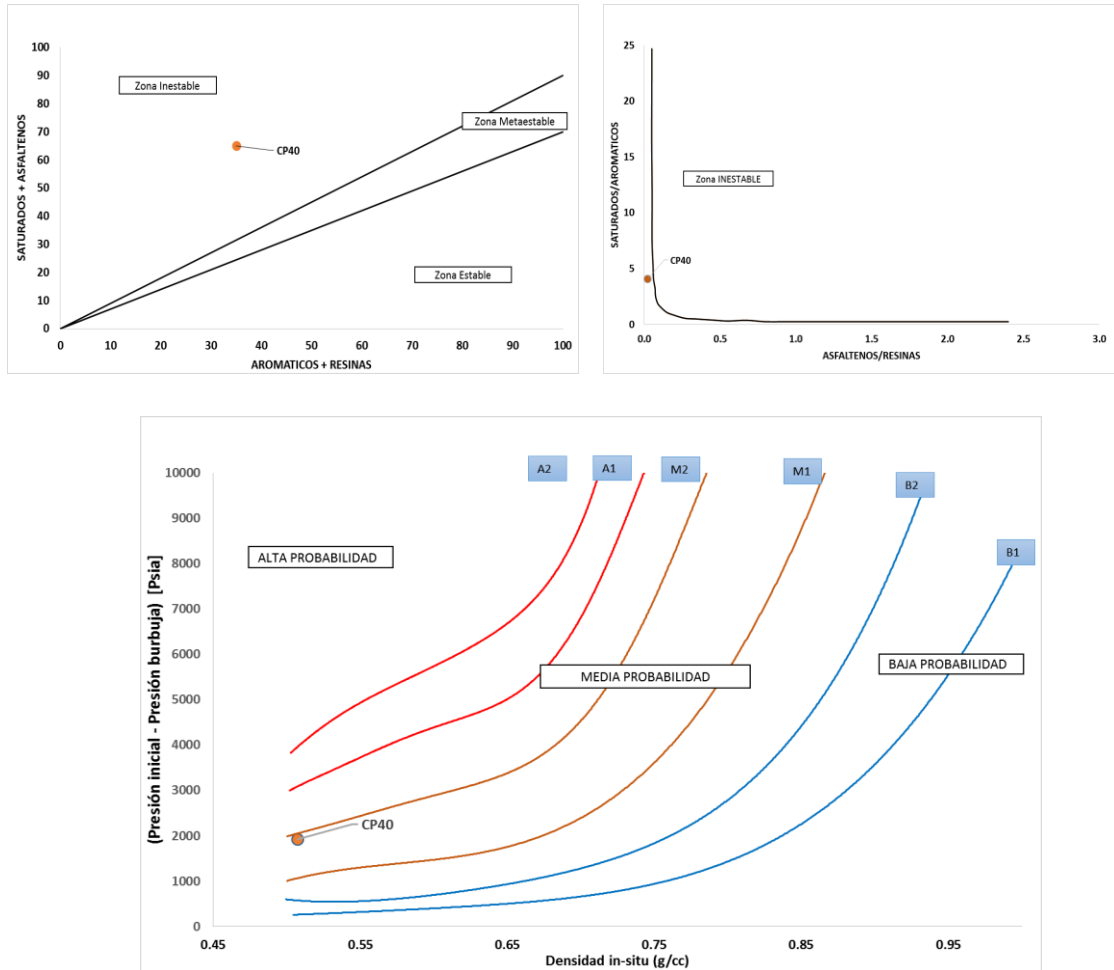 100
90
80
70
60
50
40
30
20
10
0
SATURADOS + ASFALTENOS
Zona Inestable
Zona Metaestable
CP40
Zona Estable
0 10 20 30 40 50 60 70 80 90 100
AROMATICOS + RESINAS
25
20
15
10
5
0
SATURADOS/AROMATICOS
Zona INESTABLE
CP40
0.0 0.5 1.0 1.5 2.0 2.5 3.0
ASFALTENOS/RESINAS
10000
9000
8000
7000
6000
5000
4000
3000
2000
1000
0
(Presión inicial - Presión burbuja) [Psia]
A2 A1 M2 M1 B2
B1
ALTA PROBABILIDAD
MEDIA PROBABILIDAD
BAJA PROBABILIDAD
CP40
0.45 0.55 0.65 0.75 0.85 0.95
Densidad in-situ (g/cc)